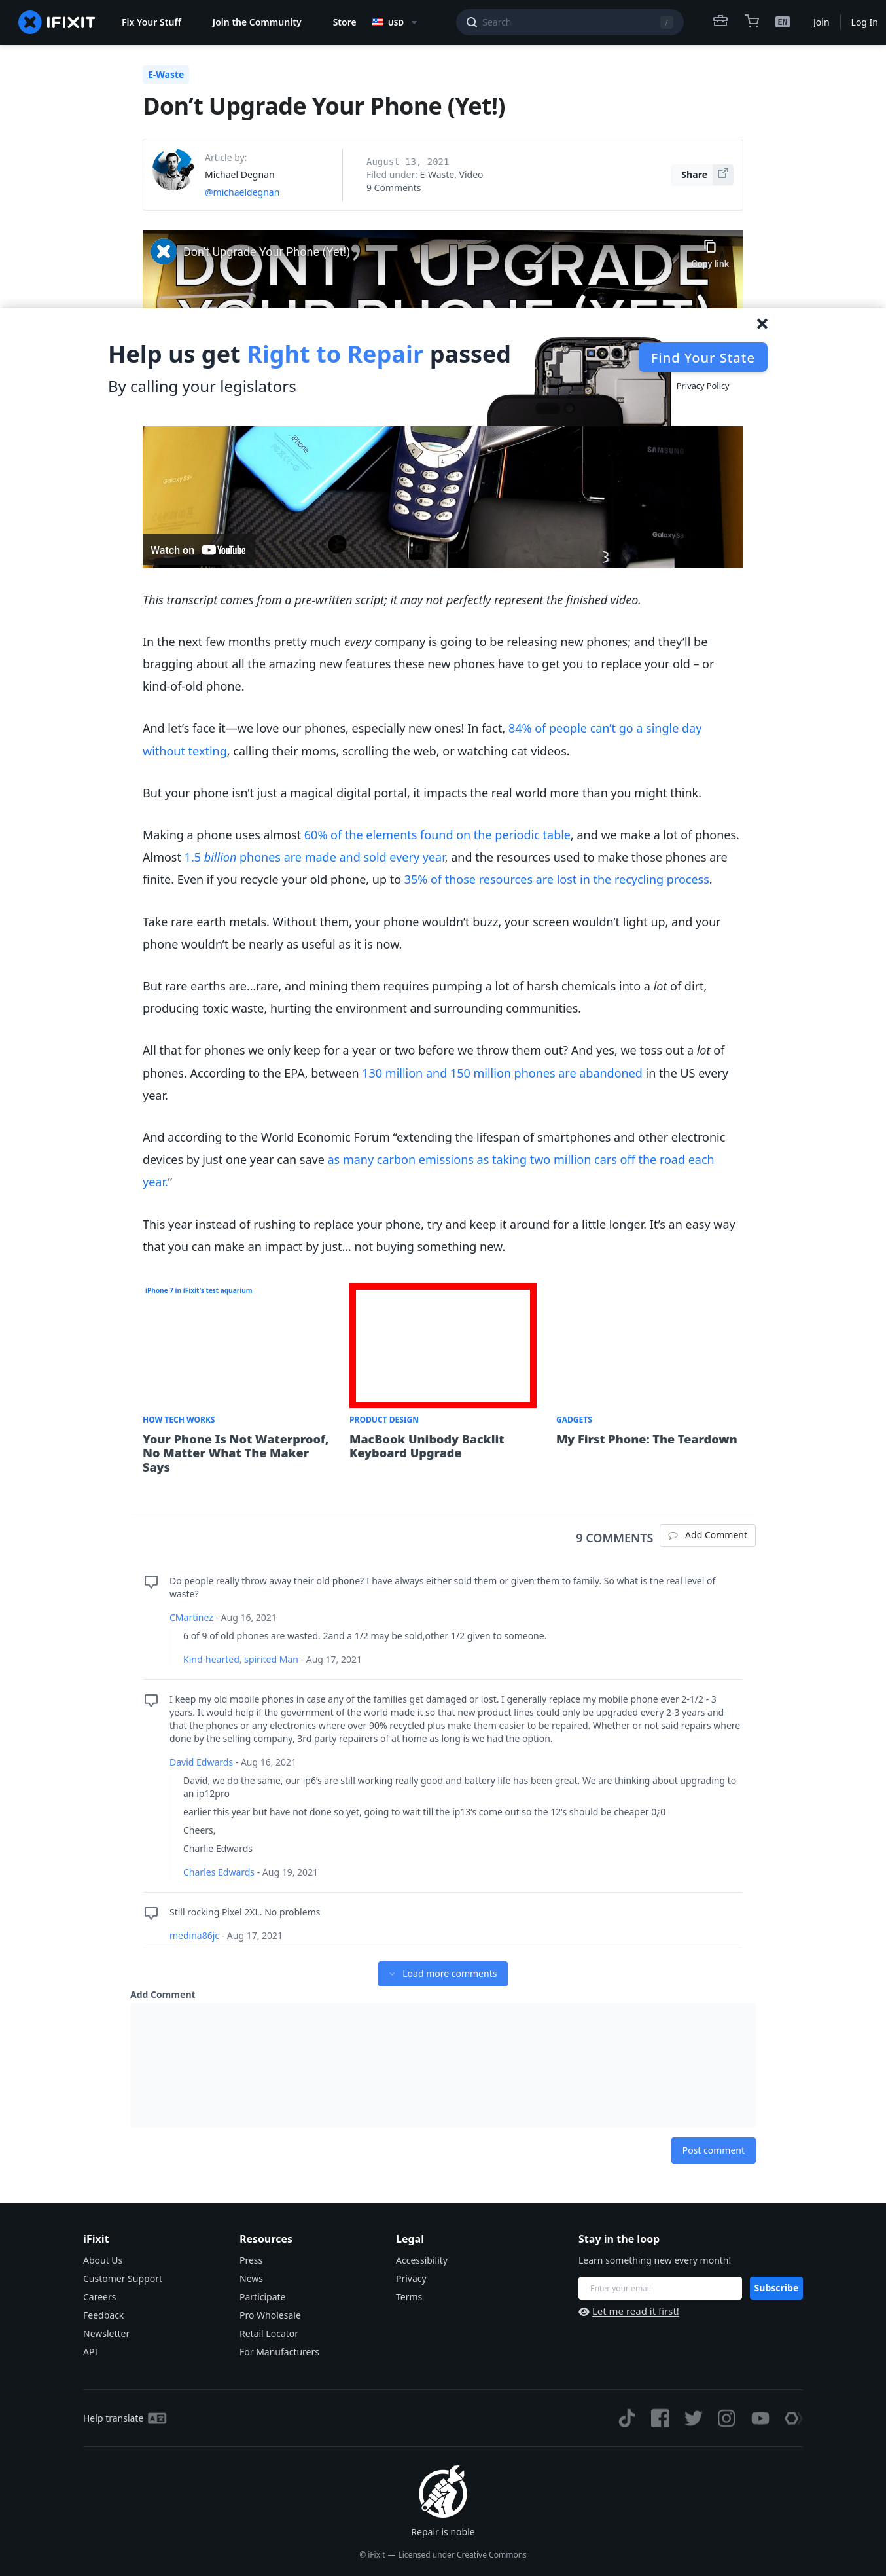 IFIXIT
Fix Your Stuff
Join the Community
Store
USD
Search
/
EN
Join
Log In
E-Waste
Don’t Upgrade Your Phone (Yet!)
Article by:
Michael Degnan
@michaeldegnan
August 13, 2021
Filed under: E-Waste, Video
9 Comments
Share
Don't Upgrade Your Phone (Yet!)
Copy link
DON'T UPGRADE
YOUR PHONE (YET)
Help us get Right to Repair passed
By calling your legislators
Find Your State
Privacy Policy
iPhone
NOKIA
SAMSUNG
Watch on YouTube
This transcript comes from a pre-written script; it may not perfectly represent the finished video.
In the next few months pretty much every company is going to be releasing new phones; and they’ll be
bragging about all the amazing new features these new phones have to get you to replace your old – or
kind-of-old phone.
And let’s face it—we love our phones, especially new ones! In fact, 84% of people can’t go a single day
without texting, calling their moms, scrolling the web, or watching cat videos.
But your phone isn’t just a magical digital portal, it impacts the real world more than you might think.
Making a phone uses almost 60% of the elements found on the periodic table, and we make a lot of phones.
Almost 1.5 billion phones are made and sold every year, and the resources used to make those phones are
finite. Even if you recycle your old phone, up to 35% of those resources are lost in the recycling process.
Take rare earth metals. Without them, your phone wouldn’t buzz, your screen wouldn’t light up, and your
phone wouldn’t be nearly as useful as it is now.
But rare earths are…rare, and mining them requires pumping a lot of harsh chemicals into a lot of dirt,
producing toxic waste, hurting the environment and surrounding communities.
All that for phones we only keep for a year or two before we throw them out? And yes, we toss out a lot of
phones. According to the EPA, between 130 million and 150 million phones are abandoned in the US every
year.
And according to the World Economic Forum “extending the lifespan of smartphones and other electronic
devices by just one year can save as many carbon emissions as taking two million cars off the road each
year.”
This year instead of rushing to replace your phone, try and keep it around for a little longer. It’s an easy way
that you can make an impact by just… not buying something new.
iPhone 7 in iFixit's test aquarium
HOW TECH WORKS
Your Phone Is Not Waterproof,
No Matter What The Maker
Says
PRODUCT DESIGN
MacBook Unibody Backlit
Keyboard Upgrade
GADGETS
My First Phone: The Teardown
9 COMMENTS
Add Comment
Do people really throw away their old phone? I have always either sold them or given them to family. So what is the real level of
waste?
CMartinez - Aug 16, 2021
6 of 9 of old phones are wasted. 2and a 1/2 may be sold,other 1/2 given to someone.
Kind-hearted, spirited Man - Aug 17, 2021
I keep my old mobile phones in case any of the families get damaged or lost. I generally replace my mobile phone ever 2-1/2 - 3
years. It would help if the government of the world made it so that new product lines could only be upgraded every 2-3 years and
that the phones or any electronics where over 90% recycled plus make them easier to be repaired. Whether or not said repairs where
done by the selling company, 3rd party repairers of at home as long is we had the option.
David Edwards - Aug 16, 2021
David, we do the same, our ip6’s are still working really good and battery life has been great. We are thinking about upgrading to
an ip12pro
earlier this year but have not done so yet, going to wait till the ip13’s come out so the 12’s should be cheaper 0¿0
Cheers,
Charlie Edwards
Charles Edwards - Aug 19, 2021
Still rocking Pixel 2XL. No problems
medina86jc - Aug 17, 2021
Load more comments
Add Comment
Post comment
iFixit
About Us
Customer Support
Careers
Feedback
Newsletter
API
Resources
Press
News
Participate
Pro Wholesale
Retail Locator
For Manufacturers
Legal
Accessibility
Privacy
Terms
Stay in the loop
Learn something new every month!
Enter your email
Subscribe
Let me read it first!
Help translate
Repair is noble
© iFixit — Licensed under Creative Commons